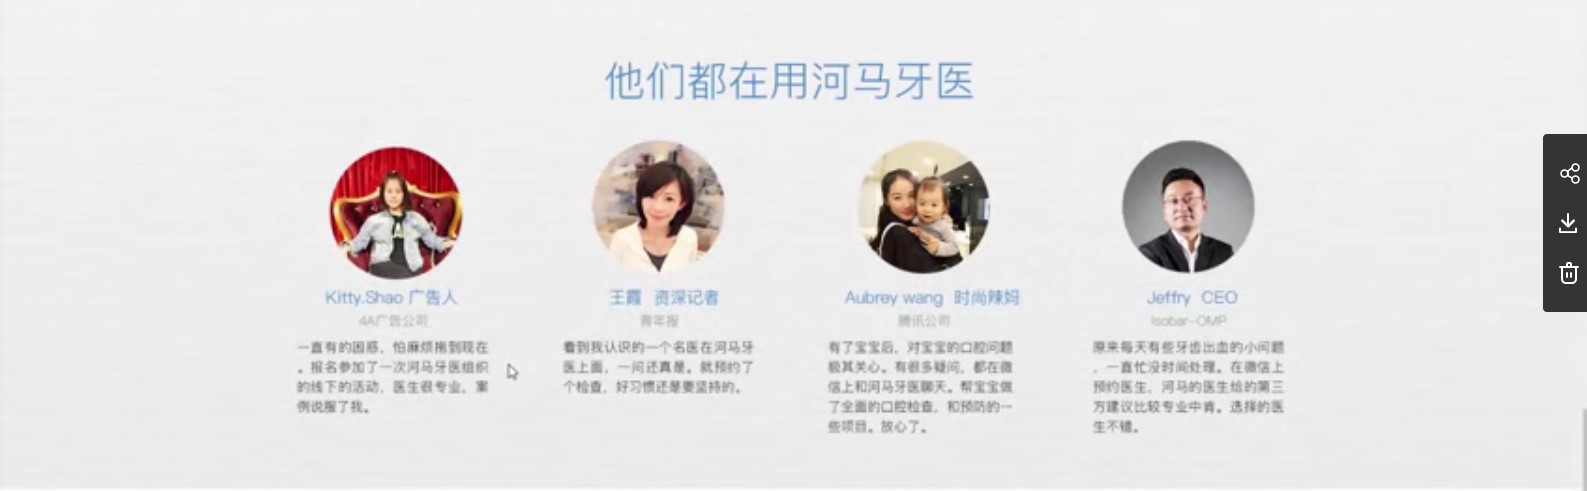 他们都在用河马牙医
Kitty.Shao 广告人
4A广告公司
一直有的困惑，怕麻烦拖到现在
。报名参加了一次河马牙医组织
的线下的活动，医生很专业，案
例说服了我。
王霞 资深记者
青年报
看到我认识的一个名医在河马牙
医上面，一问还真是。就预约了
个检查，好习惯还是要坚持的。
Aubrey wang 时尚辣妈
腾讯公司
有了宝宝后，对宝宝的口腔问题
极其关心。有很多疑问，都在微
信上和河马牙医聊天。帮宝宝做
了全面的口腔检查，和预防的一
些项目。放心了。
Jeffry CEO
Isobar-OMP
原来每天有些牙齿出血的小问题
，一直忙没时间处理。在微信上
预约医生，河马的医生给的第三
方建议比较专业中肯。选择的医
生不错。